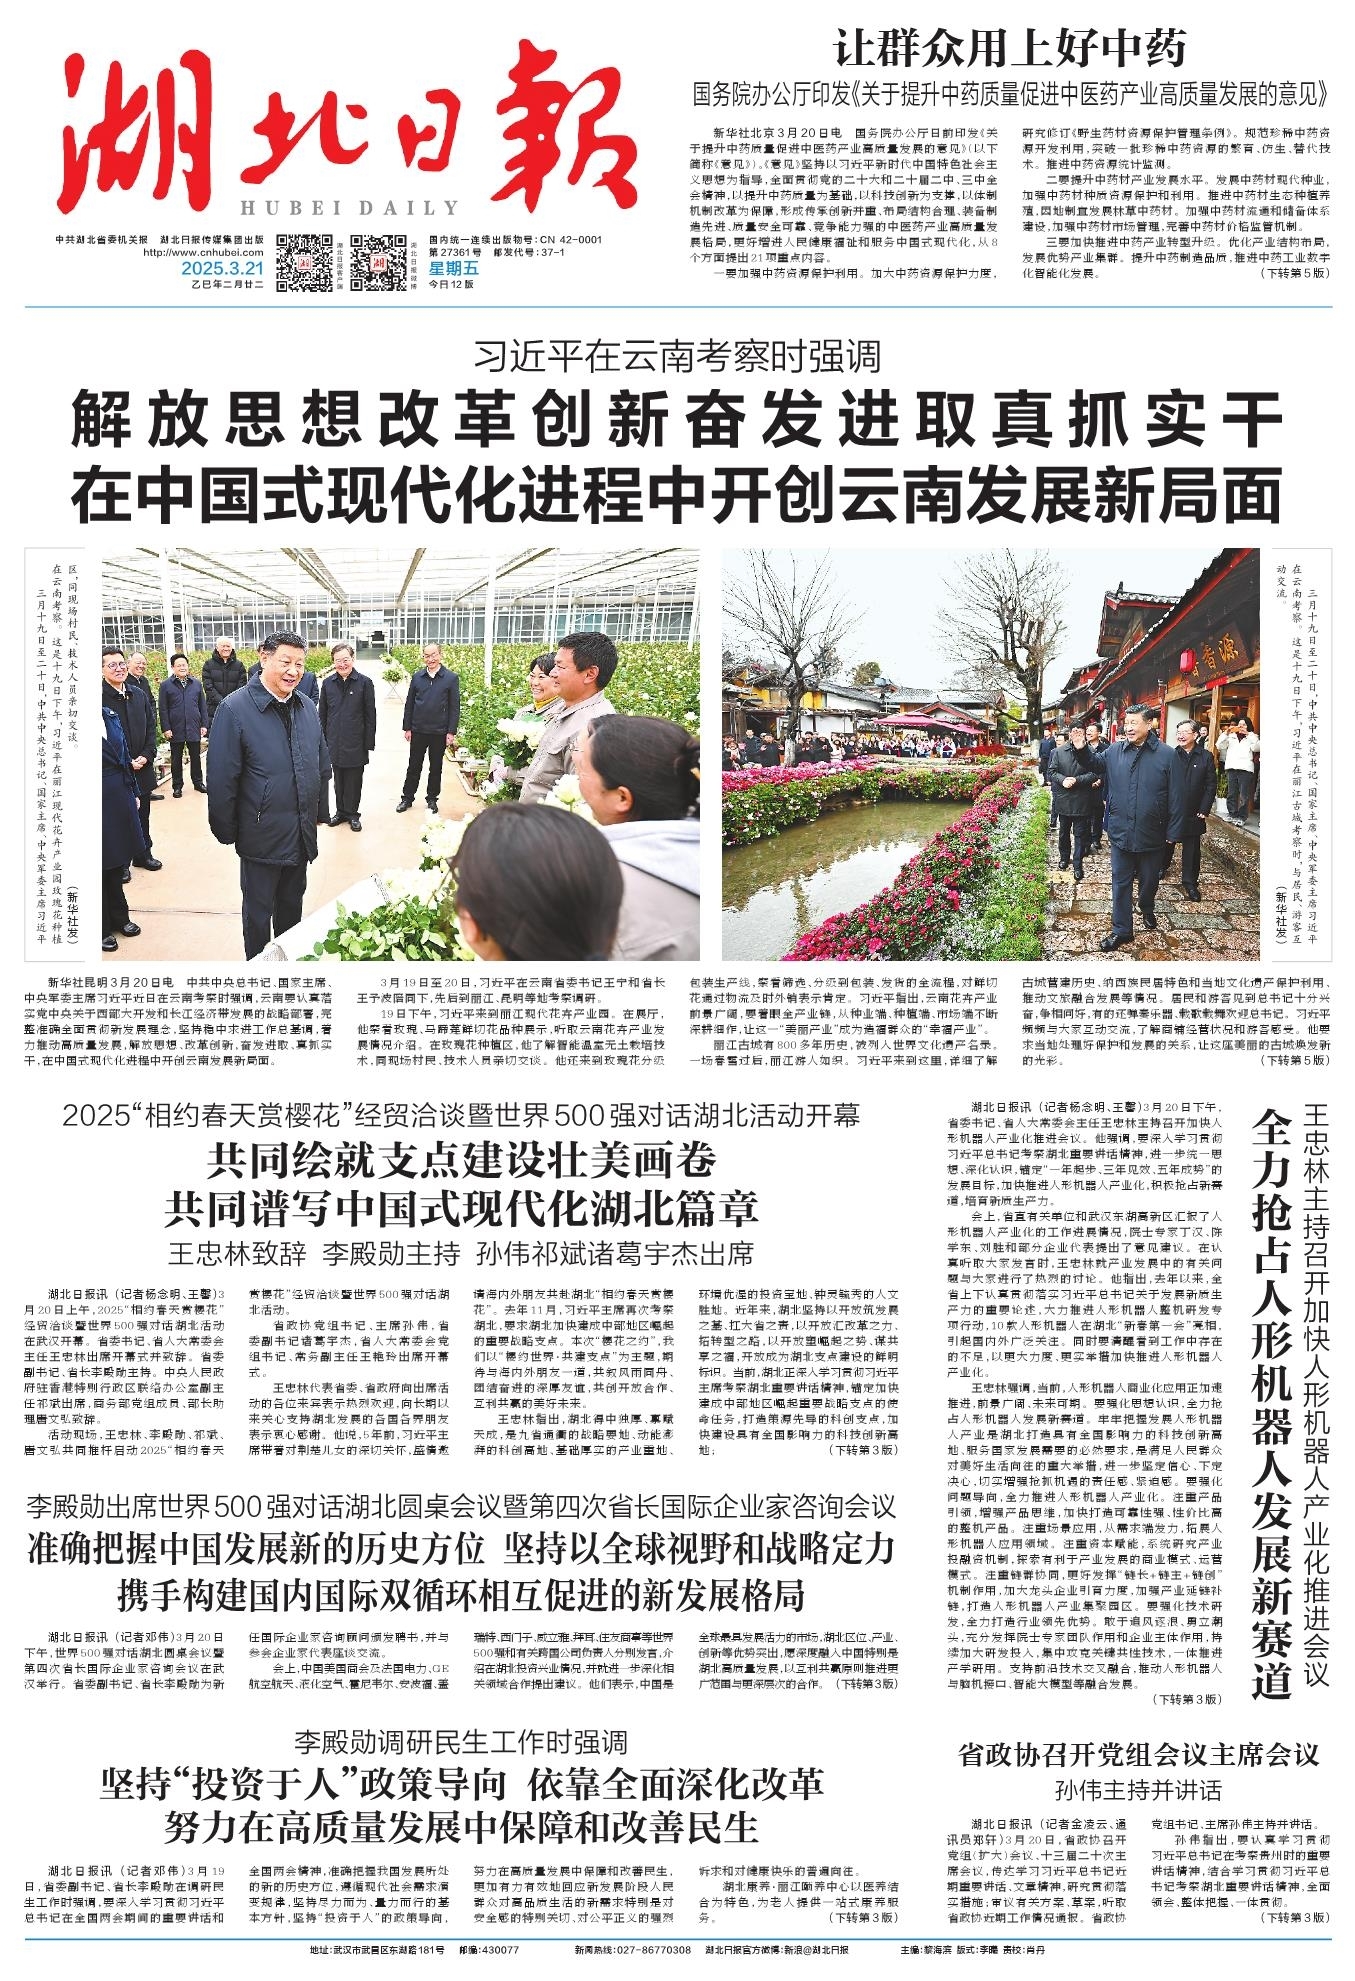 湖北日报
HUBEI DAILY
中共湖北省委机关报 湖北日报传媒集团出版
http://www.cnhubei.com
2025.3.21
乙巳年二月廿二
湖北日报客户端
湖北日报微博
国内统一连续出版物号:CN 42-0001
第27361号 邮发代号:37-1
星期五
今日12版
让群众用上好中药
国务院办公厅印发《关于提升中药质量促进中医药产业高质量发展的意见》
新华社北京3月20日电 国务院办公厅日前印发《关
于提升中药质量促进中医药产业高质量发展的意见》(以下
简称《意见》)。《意见》坚持以习近平新时代中国特色社会主
义思想为指导,全面贯彻党的二十大和二十届二中、三中全
会精神,以提升中药质量为基础,以科技创新为支撑,以体制
机制改革为保障,形成传承创新并重、布局结构合理、装备制
造先进、质量安全可靠、竞争能力强的中医药产业高质量发
展格局,更好增进人民健康福祉和服务中国式现代化,从8
个方面提出21项重点内容。
一要加强中药资源保护利用。加大中药资源保护力度,
研究修订《野生药材资源保护管理条例》。规范珍稀中药资
源开发利用,突破一批珍稀中药资源的繁育、仿生、替代技
术。推进中药资源统计监测。
二要提升中药材产业发展水平。发展中药材现代种业,
加强中药材种质资源保护和利用。推进中药材生态种植养
殖,因地制宜发展林草中药材。加强中药材流通和储备体系
建设,加强中药材市场管理,完善中药材价格监管机制。
三要加快推进中药产业转型升级。优化产业结构布局,
发展优势产业集群。提升中药制造品质,推进中药工业数字
化智能化发展。 (下转第5版)
习近平在云南考察时强调
解放思想改革创新奋发进取真抓实干
在中国式现代化进程中开创云南发展新局面
三月十九日至二十日,中共中央总书记、国家主席、中央军委主席习近平
在云南考察。这是十九日下午,习近平在丽江现代花卉产业园玫瑰花种植
区,同现场村民、技术人员亲切交谈。
(新华社发)
三月十九日至二十日,中共中央总书记、国家主席、中央军委主席习近平
在云南考察。这是十九日下午,习近平在丽江古城考察时,与居民、游客互
动交流。
(新华社发)
新华社昆明3月20日电 中共中央总书记、国家主席、
中央军委主席习近平近日在云南考察时强调,云南要认真落
实党中央关于西部大开发和长江经济带发展的战略部署,完
整准确全面贯彻新发展理念,坚持稳中求进工作总基调,着
力推动高质量发展,解放思想、改革创新,奋发进取、真抓实
干,在中国式现代化进程中开创云南发展新局面。
3月19日至20日,习近平在云南省委书记王宁和省长
王予波陪同下,先后到丽江、昆明等地考察调研。
19日下午,习近平来到丽江现代花卉产业园。在展厅,
他察看玫瑰、马蹄莲鲜切花品种展示,听取云南花卉产业发
展情况介绍。在玫瑰花种植区,他了解智能温室无土栽培技
术,同现场村民、技术人员亲切交谈。他还来到玫瑰花分级
包装生产线,察看筛选、分级到包装、发货的全流程,对鲜切
花通过物流及时外销表示肯定。习近平指出,云南花卉产业
前景广阔,要着眼全产业链,从种业端、种植端、市场端不断
深耕细作,让这一“美丽产业”成为造福群众的“幸福产业”。
丽江古城有800多年历史,被列入世界文化遗产名录。
一场春雪过后,丽江游人如织。习近平来到这里,详细了解
古城营建历史、纳西族民居特色和当地文化遗产保护利用、
推动文旅融合发展等情况。居民和游客见到总书记十分兴
奋,争相问好,有的还弹奏乐器、载歌载舞欢迎总书记。习近平
频频与大家互动交流,了解商铺经营状况和游客感受。他要
求当地处理好保护和发展的关系,让这座美丽的古城焕发新
的光彩。 (下转第5版)
2025“相约春天赏樱花”经贸洽谈暨世界500强对话湖北活动开幕
共同绘就支点建设壮美画卷
共同谱写中国式现代化湖北篇章
王忠林致辞 李殿勋主持 孙伟祁斌诸葛宇杰出席
湖北日报讯 (记者杨念明、王馨)3
月20日上午,2025“相约春天赏樱花”
经贸洽谈暨世界500强对话湖北活动
在武汉开幕。省委书记、省人大常委会
主任王忠林出席开幕式并致辞。省委
副书记、省长李殿勋主持。中央人民政
府驻香港特别行政区联络办公室副主
任祁斌出席,商务部党组成员、部长助
理唐文弘致辞。
活动现场,王忠林、李殿勋、祁斌、
唐文弘共同推杆启动2025“相约春天
赏樱花”经贸洽谈暨世界500强对话湖
北活动。
省政协党组书记、主席孙伟,省
委副书记诸葛宇杰,省人大常委会党
组书记、常务副主任王艳玲出席开幕
式。
王忠林代表省委、省政府向出席活
动的各位来宾表示热烈欢迎,向长期以
来关心支持湖北发展的各国各界朋友
表示衷心感谢。他说,5年前,习近平主
席带着对荆楚儿女的深切关怀,盛情邀
请海内外朋友共赴湖北“相约春天赏樱
花”。去年11月,习近平主席再次考察
湖北,要求湖北加快建成中部地区崛起
的重要战略支点。本次“樱花之约”,我
们以“樱约世界·共建支点”为主题,期
待与海内外朋友一道,共叙风雨同舟、
团结奋进的深厚友谊,共创开放合作、
互利共赢的美好未来。
王忠林指出,湖北得中独厚、禀赋
天成,是九省通衢的战略要地、动能澎
湃的科创高地、基础厚实的产业重地、
环境优渥的投资宝地、钟灵毓秀的人文
胜地。近年来,湖北坚持以开放筑发展
之基、扛大省之责,以开放汇改革之力、
拓转型之路,以开放塑崛起之势、谋共
享之福,开放成为湖北支点建设的鲜明
标识。当前,湖北正深入学习贯彻习近平
主席考察湖北重要讲话精神,锚定加快
建成中部地区崛起重要战略支点的使
命任务,打造策源先导的科创支点,加
快建设具有全国影响力的科技创新高
地; (下转第3版)
王忠林主持召开加快人形机器人产业化推进会议
全力抢占人形机器人发展新赛道
湖北日报讯 (记者杨念明、王馨)3月20日下午,
省委书记、省人大常委会主任王忠林主持召开加快人
形机器人产业化推进会议。他强调,要深入学习贯彻
习近平总书记考察湖北重要讲话精神,进一步统一思
想、深化认识,锚定“一年起步、三年见效、五年成势”的
发展目标,加快推进人形机器人产业化,积极抢占新赛
道,培育新质生产力。
会上,省直有关单位和武汉东湖高新区汇报了人
形机器人产业化的工作进展情况,院士专家丁汉、陈
学东、刘胜和部分企业代表提出了意见建议。在认
真听取大家发言时,王忠林就产业发展中的有关问
题与大家进行了热烈的讨论。他指出,去年以来,全
省上下认真贯彻落实习近平总书记关于发展新质生
产力的重要论述,大力推进人形机器人整机研发专
项行动,10款人形机器人在湖北“新春第一会”亮相,
引起国内外广泛关注。同时要清醒看到工作中存在
的不足,以更大力度、更实举措加快推进人形机器人
产业化。
王忠林强调,当前,人形机器人商业化应用正加速
推进,前景广阔、未来可期。要强化思想认识,全力抢
占人形机器人发展新赛道。牢牢把握发展人形机器
人产业是湖北打造具有全国影响力的科技创新高
地、服务国家发展需要的必然要求,是满足人民群众
对美好生活向往的重大举措,进一步坚定信心、下定
决心,切实增强抢抓机遇的责任感、紧迫感。要强化
问题导向,全力推进人形机器人产业化。注重产品
引领,增强产品思维,加快打造可靠性强、性价比高
的整机产品。注重场景应用,从需求端发力,拓展人
形机器人应用领域。注重资本赋能,系统研究产业
投融资机制,探索有利于产业发展的商业模式、运营
模式。注重链群协同,更好发挥“链长+链主+链创”
机制作用,加大龙头企业引育力度,加强产业延链补
链,打造人形机器人产业集聚园区。要强化技术研
发,全力打造行业领先优势。敢于追风逐浪、勇立潮
头,充分发挥院士专家团队作用和企业主体作用,持
续加大研发投入,集中攻克关键共性技术,一体推进
产学研用。支持前沿技术交叉融合,推动人形机器人
与脑机接口、智能大模型等融合发展。
(下转第3版)
李殿勋出席世界500强对话湖北圆桌会议暨第四次省长国际企业家咨询会议
准确把握中国发展新的历史方位 坚持以全球视野和战略定力
携手构建国内国际双循环相互促进的新发展格局
湖北日报讯 (记者邓伟)3月20日
下午,世界500强对话湖北圆桌会议暨
第四次省长国际企业家咨询会议在武
汉举行。省委副书记、省长李殿勋为新
任国际企业家咨询顾问颁发聘书,并与
参会企业家代表座谈交流。
会上,中国美国商会及法国电力、GE
航空航天、液化空气、霍尼韦尔、安波福、盖
瑞特、西门子、威立雅、拜耳、住友商事等世界
500强和有关跨国公司负责人分别发言,介
绍在湖北投资兴业情况,并就进一步深化相
关领域合作提出建议。他们表示,中国是
全球最具发展活力的市场,湖北区位、产业、
创新等优势突出,愿深度融入中国特别是
湖北高质量发展,以互利共赢原则推进更
广范围与更深层次的合作。(下转第3版)
李殿勋调研民生工作时强调
坚持“投资于人”政策导向 依靠全面深化改革
努力在高质量发展中保障和改善民生
湖北日报讯 (记者邓伟)3月19
日,省委副书记、省长李殿勋在调研民
生工作时强调,要深入学习贯彻习近平
总书记在全国两会期间的重要讲话和
全国两会精神,准确把握我国发展所处
的新的历史方位,遵循现代社会需求演
变规律,坚持尽力而为、量力而行的基
本方针,坚持“投资于人”的政策导向,
努力在高质量发展中保障和改善民生,
更加有力有效地回应新发展阶段人民
群众对高品质生活的新需求特别是对
安全感的特别关切、对公平正义的强烈
诉求和对健康快乐的普遍向往。
湖北康养·丽江颐养中心以医养结
合为特色,为老人提供一站式康养服
务。 (下转第3版)
省政协召开党组会议主席会议
孙伟主持并讲话
湖北日报讯 (记者金凌云、通
讯员郑轩)3月20日,省政协召开
党组(扩大)会议、十三届二十次主
席会议,传达学习习近平总书记近
期重要讲话、文章精神,研究贯彻落
实措施;审议有关方案、草案,听取
省政协近期工作情况通报。省政协
党组书记、主席孙伟主持并讲话。
孙伟指出,要认真学习贯彻
习近平总书记在考察贵州时的重要
讲话精神,结合学习贯彻习近平总
书记考察湖北重要讲话精神,全面
领会、整体把握、一体贯彻。
(下转第3版)
地址:武汉市武昌区东湖路181号 邮编:430077 新闻热线:027-86770308 湖北日报官方微博:新浪@湖北日报 主编:黎海滨 版式:李曦 责校:肖丹